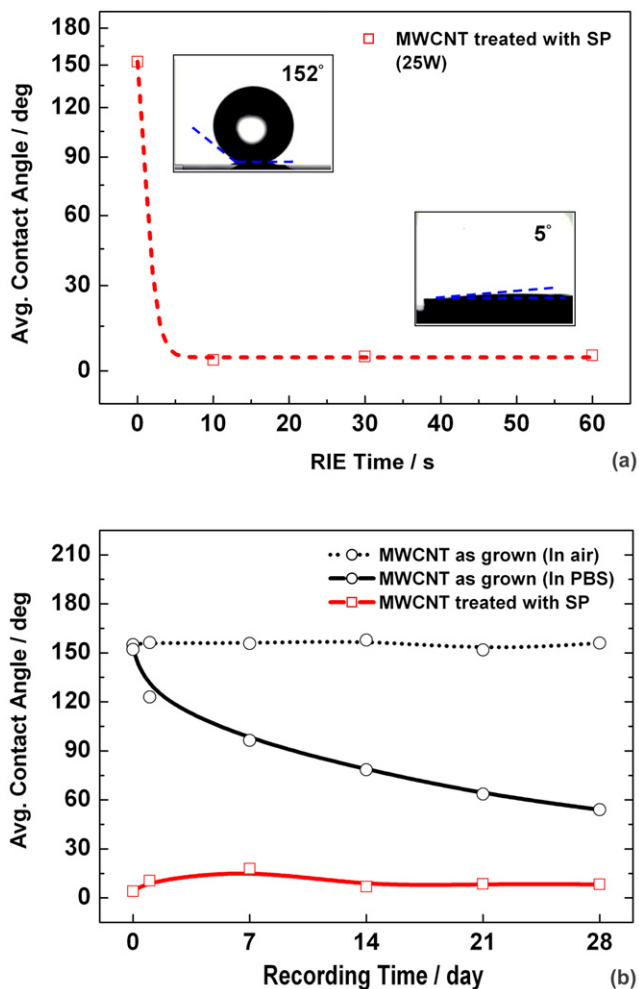 Avg. Contact Angle / deg
180
150
120
90
60
30
0
152°
MWCNT treated with SP
(25W)
5°
0 10 20 30 40 50 60
RIE Time / s
(a)
Avg. Contact Angle / deg
210
180
150
120
90
60
30
0
MWCNT as grown (In air)
MWCNT as grown (In PBS)
MWCNT treated with SP
0 7 14 21 28
Recording Time / day
(b)